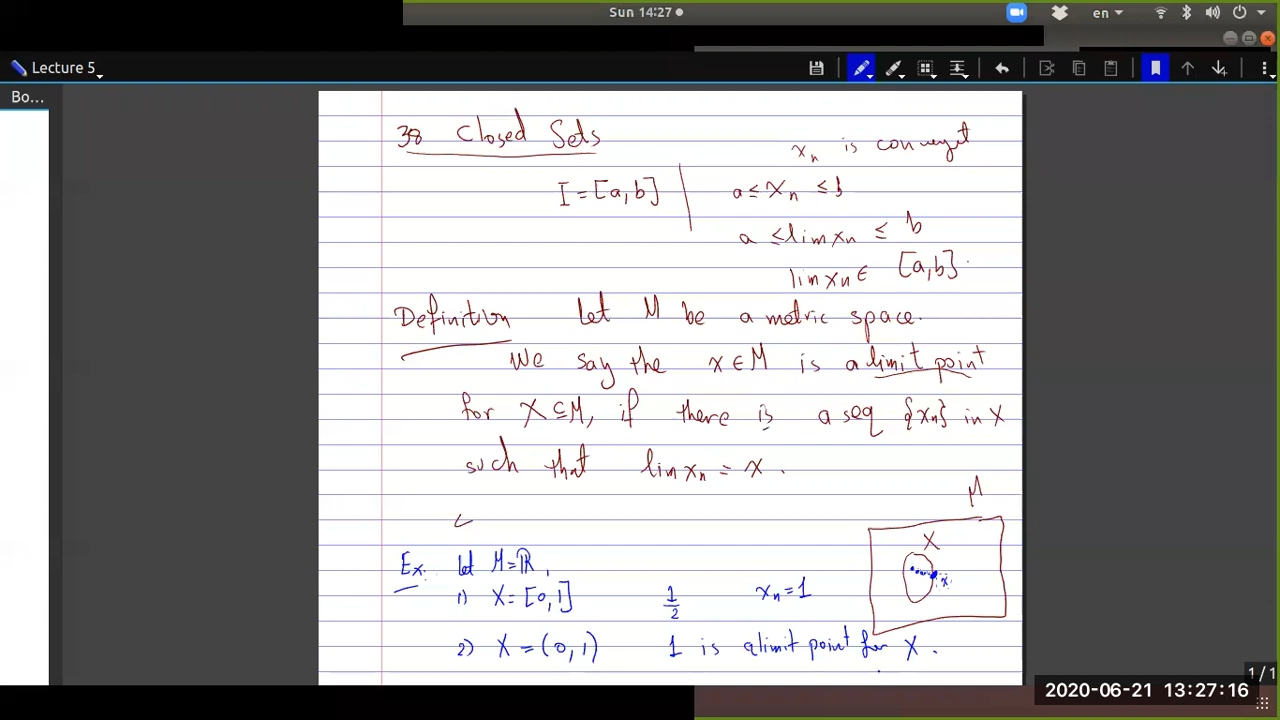 Sun 14:27
en
Lecture 5
Bo...
38 Closed Sets
xn is convergt
I = [a,b]
a ≤ xn ≤ b
a ≤ lim xn ≤ b
lim xn ∈ [a,b].
Definition Let M be a metric space.
We say the x ∈ M is a limit point
for X ⊆ M, if there is a seq {xn} in X
such that lim xn = x .
M
X
x
Ex. let M=ℝ,
1) X = [0,1] 1/2 xn = 1
2) X = (0,1) 1 is a limit point for X .
1/1
2020-06-21 13:27:16